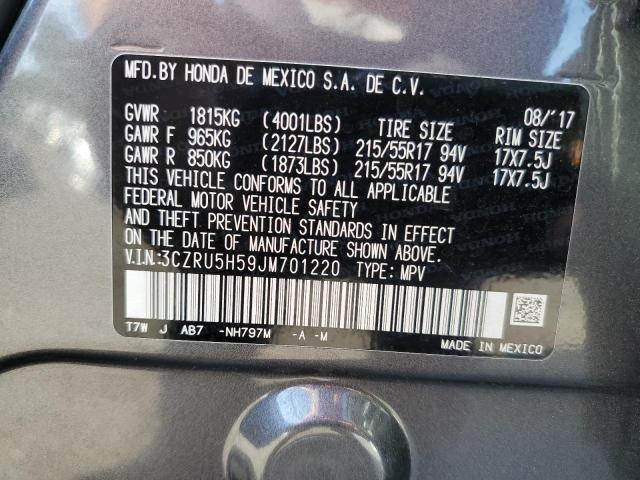 MFD.BY HONDA DE MEXICO S.A. DE C.V.
08/'17
GVWR: 1815KG (4001LBS) TIRE SIZE RIM SIZE
GAWR F 965KG (2127LBS) 215/55R17 94V 17X7.5J
GAWR R 850KG (1873LBS) 215/55R17 94V 17X7.5J
THIS VEHICLE CONFORMS TO ALL APPLICABLE
FEDERAL MOTOR VEHICLE SAFETY
AND THEFT PREVENTION STANDARDS IN EFFECT
ON THE DATE OF MANUFACTURE SHOWN ABOVE.
V.I.N:3CZRU5H59JM701220 TYPE: MPV
T7W J AB7 -NH797M -A -M
MADE IN MEXICO